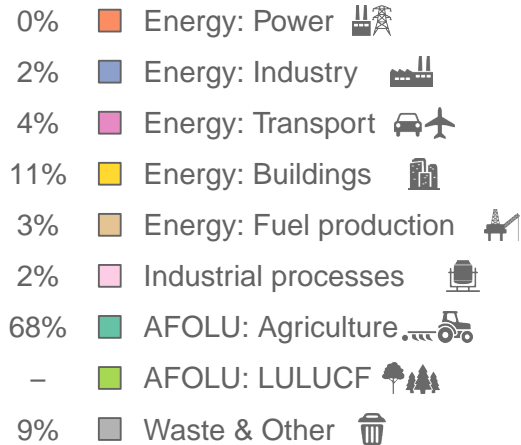 0% Energy: Power
2% Energy: Industry
4% Energy: Transport
11% Energy: Buildings
3% Energy: Fuel production
2% Industrial processes
68% AFOLU: Agriculture
– AFOLU: LULUCF
9% Waste & Other